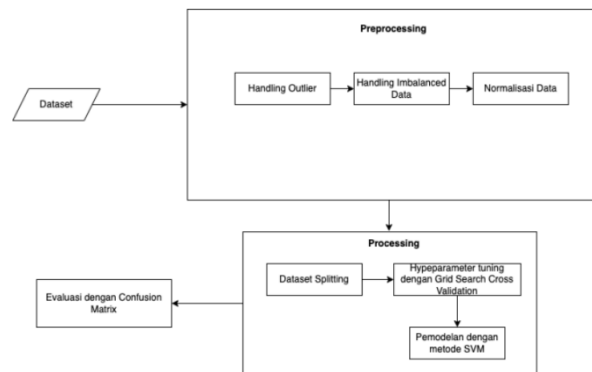 Preprocessing
Dataset
Handling Outlier
Handling Imbalanced
Data
Normalisasi Data
Processing
Dataset Splitting
Hypeparameter tuning
dengan Grid Search Cross
Validation
Evaluasi dengan Confusion
Matrix
Pemodelan dengan
metode SVM